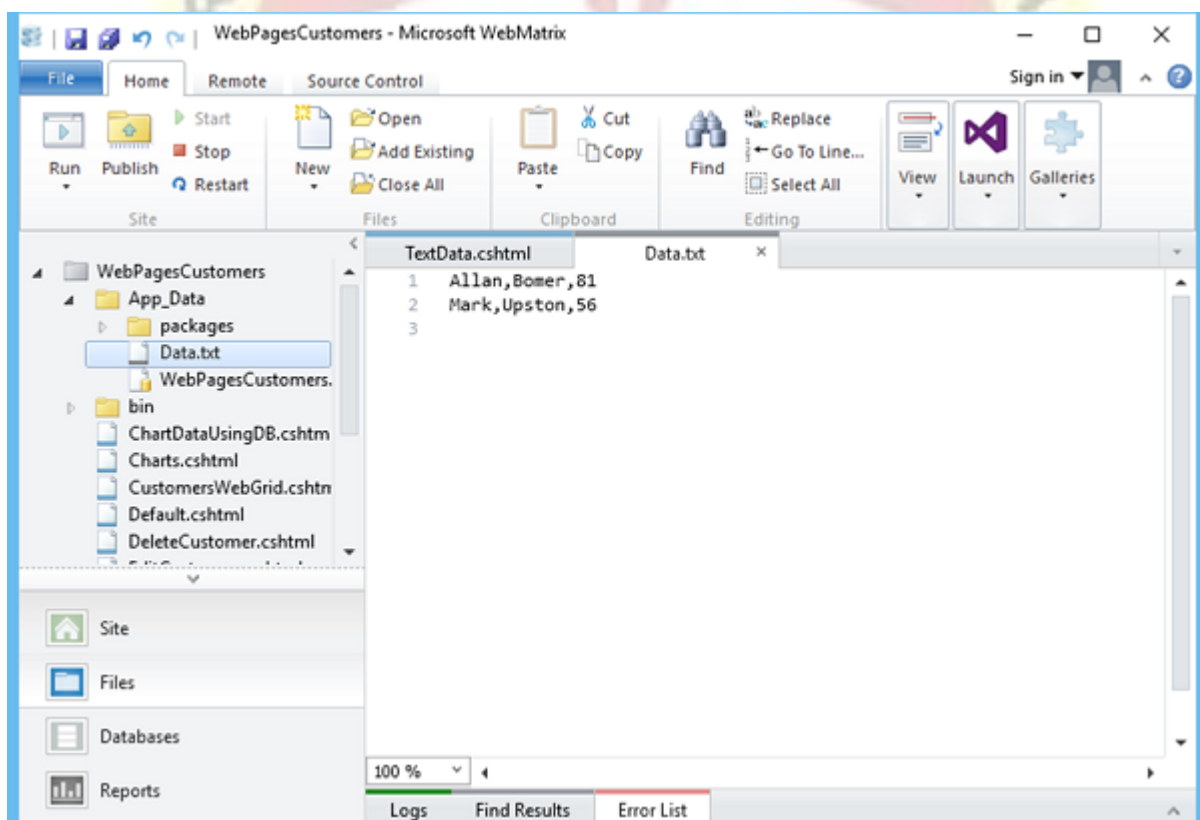 WebPagesCustomers - Microsoft WebMatrix
File Home Remote Source Control Sign in
Run
Publish
Start
Stop
Restart
Site
New
Open
Add Existing
Close All
Files
Paste
Cut
Copy
Clipboard
Find
Replace
Go To Line...
Select All
Editing
View
Launch
Galleries
WebPagesCustomers
App_Data
packages
Data.txt
WebPagesCustomers.
bin
ChartDataUsingDB.cshtm
Charts.cshtml
CustomersWebGrid.cshtm
Default.cshtml
DeleteCustomer.cshtml
Site
Files
Databases
Reports
TextData.cshtml Data.txt
1 Allan,Bomer,81
2 Mark,Upston,56
3
100 %
Logs Find Results Error List